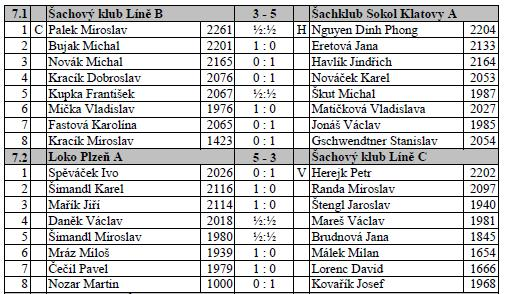 7.1 Šachový klub Líně B 3 - 5 Šachklub Sokol Klatovy A
1 C Palek Miroslav 2261 ½:½ H Nguyen Dinh Phong 2204
2 Bujak Michal 2201 1 : 0 Eretová Jana 2133
3 Novák Michal 2165 0 : 1 Havlík Jindřich 2164
4 Kracík Dobroslav 2076 0 : 1 Nováček Karel 2053
5 Kupka František 2067 ½:½ Škut Michal 1987
6 Mička Vladislav 1976 1 : 0 Matičková Vladislava 2027
7 Fastová Karolína 2065 0 : 1 Jonáš Václav 1985
8 Kracík Miroslav 1423 0 : 1 Gschwendtner Stanislav 2054
7.2 Loko Plzeň A 5 - 3 Šachový klub Líně C
1 Spěváček Ivo 2026 0 : 1 V Herejk Petr 2202
2 Šimandl Karel 2116 1 : 0 Randa Miroslav 2097
3 Mařík Jiří 2114 1 : 0 Štengl Jaroslav 1940
4 Daněk Václav 2018 ½:½ Mareš Václav 1981
5 Šimandl Miroslav 1980 ½:½ Brudnová Jana 1845
6 Mráz Miloš 1939 1 : 0 Málek Milan 1654
7 Čečil Pavel 1979 1 : 0 Lorenc David 1666
8 Nozar Martin 1000 0 : 1 Kovařík Josef 1968